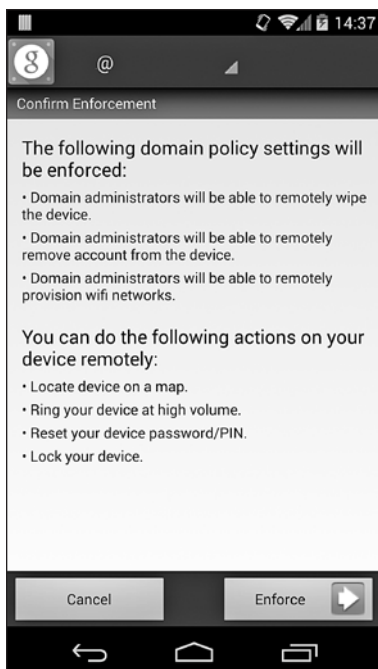 14:37
g
@
Confirm Enforcement
The following domain policy settings will
be enforced:
• Domain administrators will be able to remotely wipe
the device.
• Domain administrators will be able to remotely
remove account from the device.
• Domain administrators will be able to remotely
provision wifi networks.
You can do the following actions on your
device remotely:
• Locate device on a map.
• Ring your device at high volume.
• Reset your device password/PIN.
• Lock your device.
Cancel
Enforce